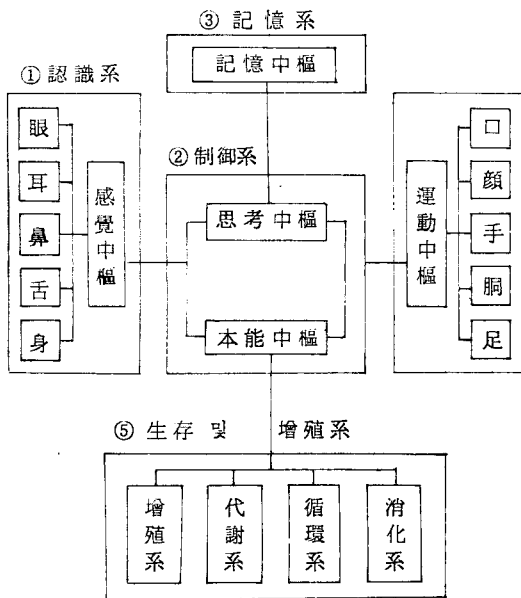 ③ 記憶系
記憶中樞
① 認識系
眼
耳
鼻
舌
身
感覺中樞
② 制御系
思考中樞
本能中樞
運動中樞
口
顔
手
胴
足
⑤ 生存 및 增殖系
增殖系
代謝系
循環系
消化系